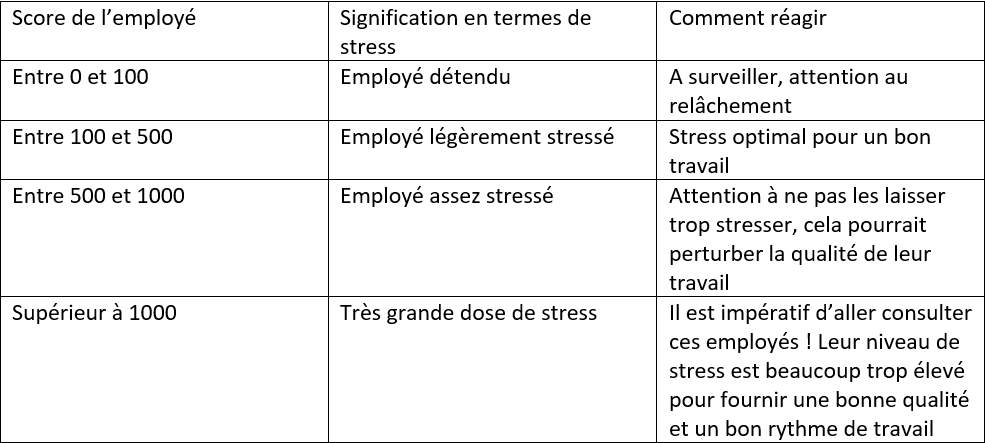 Score de l’employé
Signification en termes de
stress
Comment réagir
Entre 0 et 100
Employé détendu
A surveiller, attention au
relâchement
Entre 100 et 500
Employé légèrement stressé
Stress optimal pour un bon
travail
Entre 500 et 1000
Employé assez stressé
Attention à ne pas les laisser
trop stresser, cela pourrait
perturber la qualité de leur
travail
Supérieur à 1000
Très grande dose de stress
Il est impératif d’aller consulter
ces employés ! Leur niveau de
stress est beaucoup trop élevé
pour fournir une bonne qualité
et un bon rythme de travail